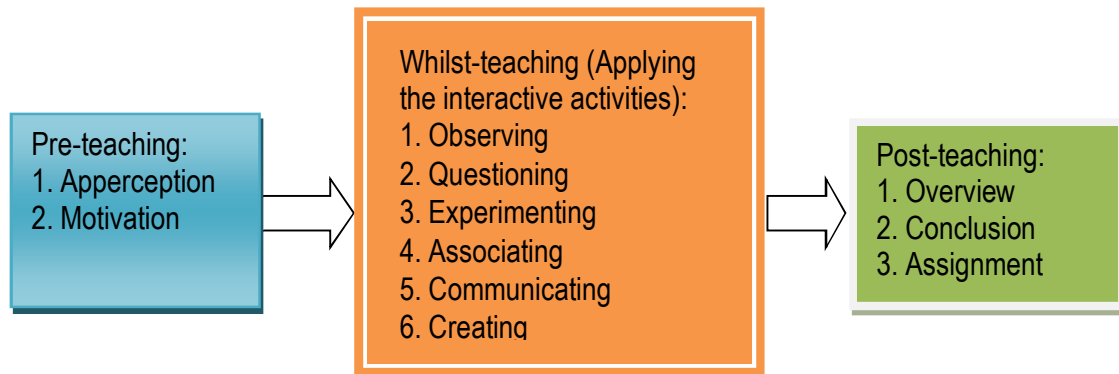 Pre-teaching:
1. Apperception
2. Motivation
Whilst-teaching (Applying
the interactive activities):
1. Observing
2. Questioning
3. Experimenting
4. Associating
5. Communicating
6. Creating
Post-teaching:
1. Overview
2. Conclusion
3. Assignment